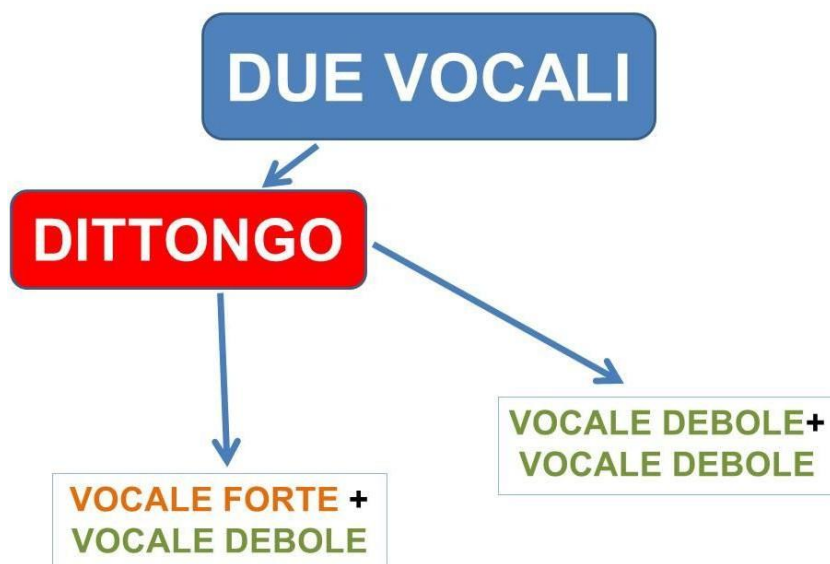 DUE VOCALI
DITTONGO
VOCALE FORTE +
VOCALE DEBOLE
VOCALE DEBOLE+
VOCALE DEBOLE